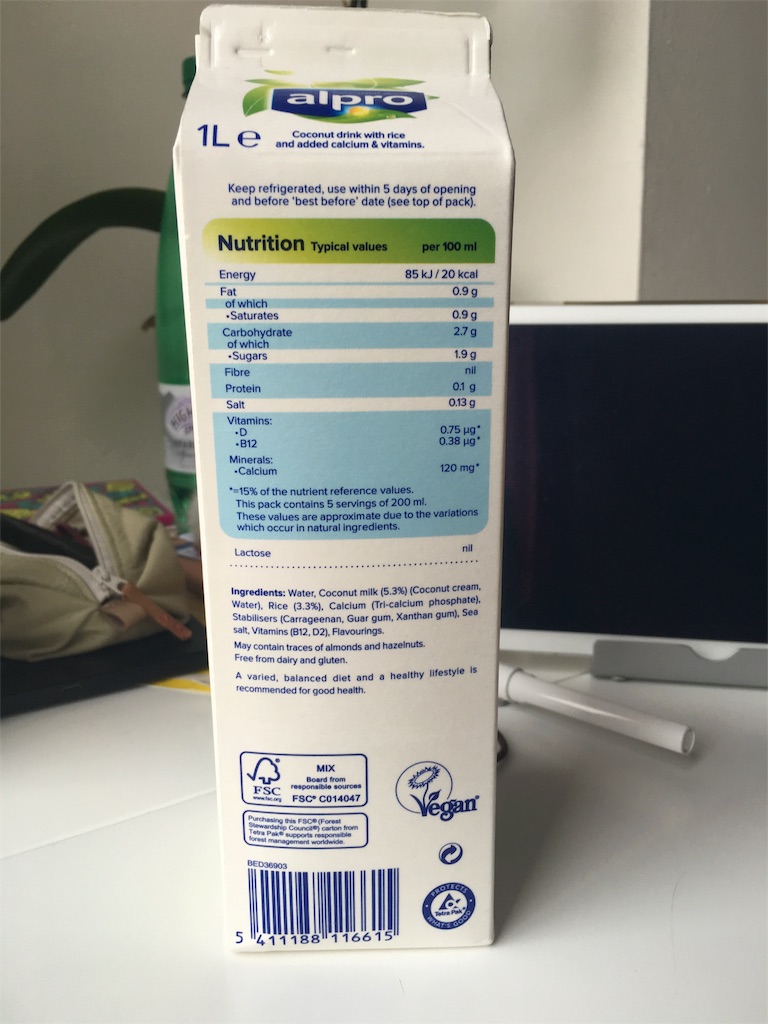 alpro
1L e
Coconut drink with rice
and added calcium & vitamins.
Keep refrigerated, use within 5 days of opening
and before 'best before' date (see top of pack).
Nutrition Typical values per 100 ml
Energy 85 kJ / 20 kcal
Fat 0.9 g
of which
•Saturates 0.9 g
Carbohydrate 2.7 g
of which
•Sugars 1.9 g
Fibre nil
Protein 0.1 g
Salt 0.13 g
Vitamins:
•D 0.75 µg*
•B12 0.38 µg*
Minerals:
•Calcium 120 mg*
*=15% of the nutrient reference values.
This pack contains 5 servings of 200 ml.
These values are approximate due to the variations
which occur in natural ingredients.
Lactose nil
Ingredients: Water, Coconut milk (5.3%) (Coconut cream,
Water), Rice (3.3%), Calcium (Tri-calcium phosphate),
Stabilisers (Carrageenan, Guar gum, Xanthan gum), Sea
salt, Vitamins (B12, D2), Flavourings.
May contain traces of almonds and hazelnuts.
Free from dairy and gluten.
A varied, balanced diet and a healthy lifestyle is
recommended for good health.
FSC
www.fsc.org
MIX
Board from
responsible sources
FSC® C014047
Vegan
Purchasing this FSC® (Forest
Stewardship Council®) carton from
Tetra Pak® supports responsible
forest management worldwide.
BED36903
5 411188 116615
PROTECTS
Tetra Pak®
WHAT'S GOOD